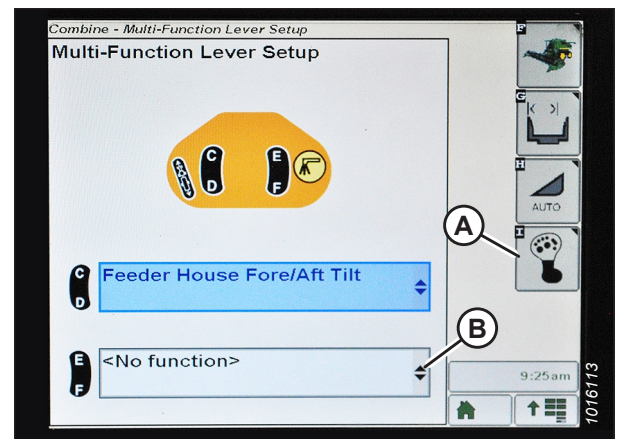 Combine - Multi-Function Lever Setup
Multi-Function Lever Setup
F
G
H
AUTO
I
A
C
D
E
F
C
D
Feeder House Fore/Aft Tilt
B
E
F
<No function>
9:25am
1016113